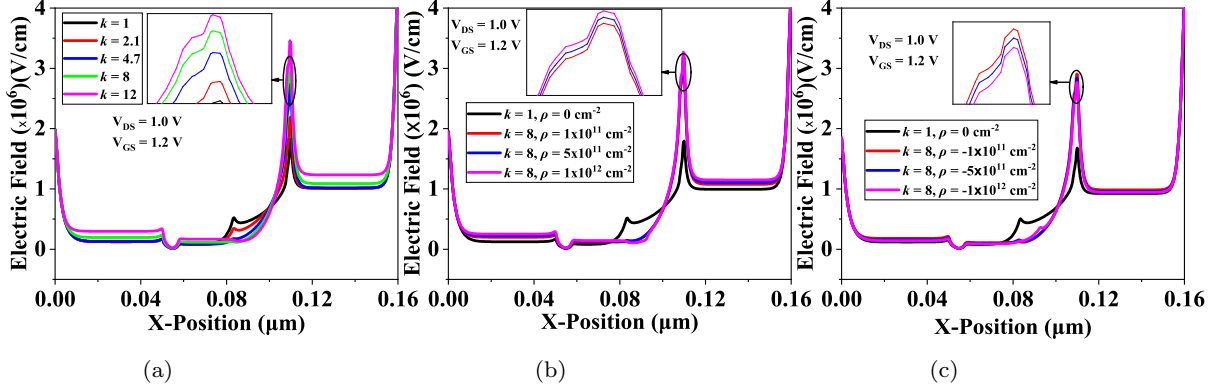 Electric Field (×10⁶) (V/cm)
4
3
2
1
0
k = 1
k = 2.1
k = 4.7
k = 8
k = 12
V_DS = 1.0 V
V_GS = 1.2 V
0.00 0.04 0.08 0.12 0.16
X-Position (μm)
(a)
Electric Field (×10⁶) (V/cm)
4
3
2
1
0
V_DS = 1.0 V
V_GS = 1.2 V
k = 1, ρ = 0 cm⁻²
k = 8, ρ = 1x10¹¹ cm⁻²
k = 8, ρ = 5x10¹¹ cm⁻²
k = 8, ρ = 1x10¹² cm⁻²
0.00 0.04 0.08 0.12 0.16
X-Position (μm)
(b)
Electric Field (×10⁶) (V/cm)
4
3
2
1
0
V_DS = 1.0 V
V_GS = 1.2 V
k = 1, ρ = 0 cm⁻²
k = 8, ρ = -1x10¹¹ cm⁻²
k = 8, ρ = -5x10¹¹ cm⁻²
k = 8, ρ = -1x10¹² cm⁻²
0.00 0.04 0.08 0.12 0.16
X-Position (μm)
(c)